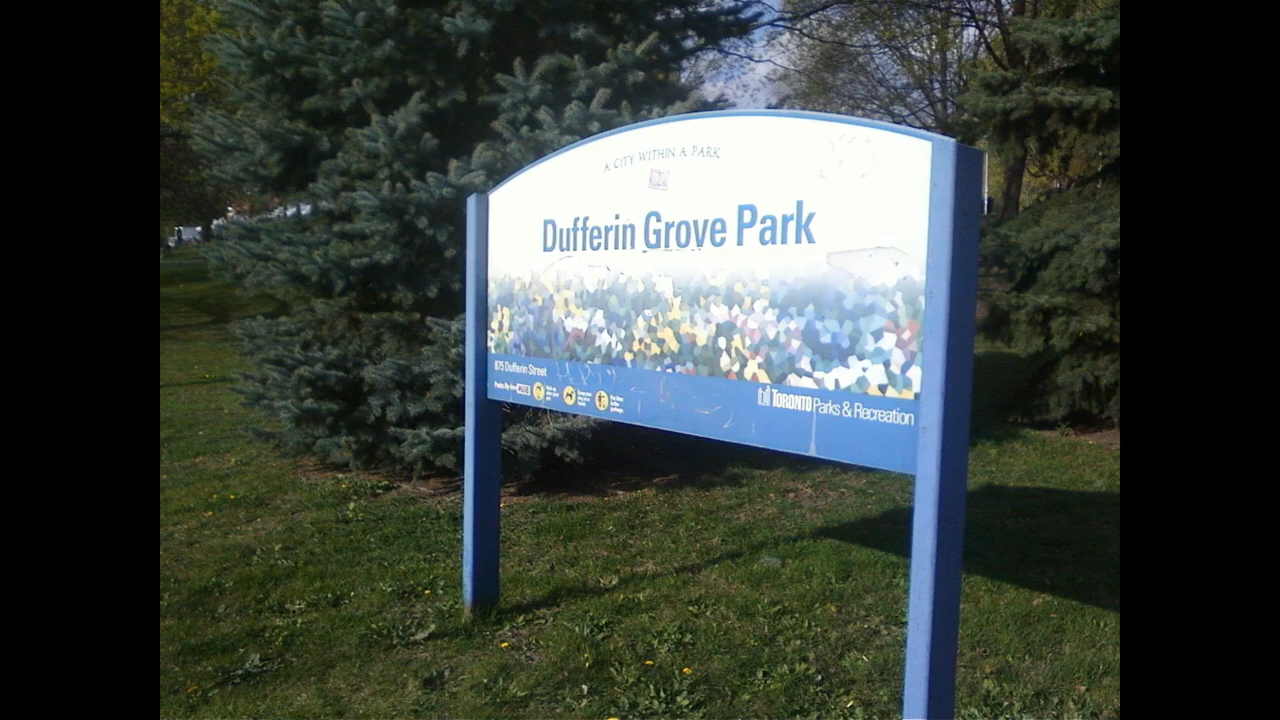 A CITY WITHIN A PARK
Dufferin Grove Park
875 Dufferin Street
TORONTO Parks & Recreation